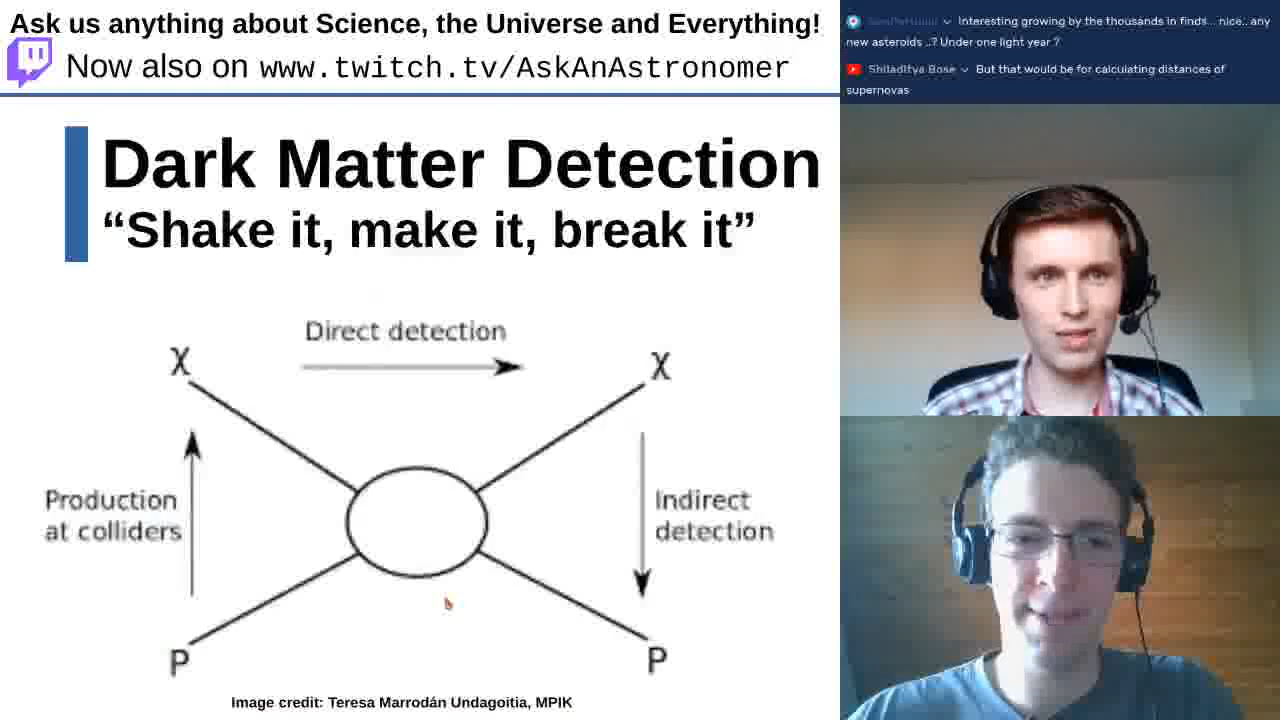 Ask us anything about Science, the Universe and Everything!
Now also on www.twitch.tv/AskAnAstronomer
Interesting growing by the thousands in finds... nice.. any
new asteroids ..? Under one light year ?
Shiladitya Bose But that would be for calculating distances of
supernovas
Dark Matter Detection
“Shake it, make it, break it”
Direct detection
χ χ
Production
at colliders
Indirect
detection
P P
Image credit: Teresa Marrodán Undagoitia, MPIK